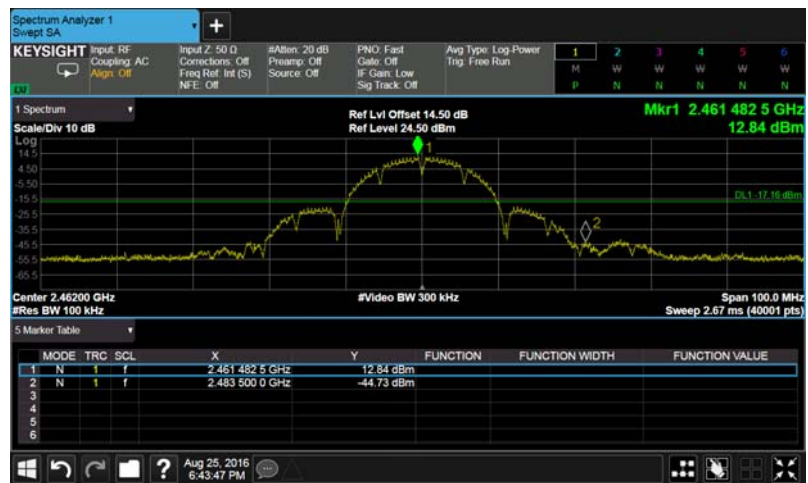 Spectrum Analyzer 1
Swept SA
+
KEYSIGHT Input: RF Input Z: 50 Ω #Atten: 20 dB PNO: Fast Avg Type: Log-Power 1 2 3 4 5 6
Coupling: AC Corrections: Off Preamp: Off Gate: Off Trig: Free Run M W W W W W
Align: Off Freq Ref: Int (S) Source: Off IF Gain: Low P N N N N N
NFE: Off Sig Track: Off
1 Spectrum Ref Lvl Offset 14.50 dB Mkr1 2.461 482 5 GHz
Scale/Div 10 dB Ref Level 24.50 dBm 12.84 dBm
Log
14.5
4.50
-5.50
-15.5
-25.5
-35.5
-45.5
-55.5
-65.5
1
DL1 -17.16 dBm
2
Center 2.46200 GHz #Video BW 300 kHz Span 100.0 MHz
#Res BW 100 kHz Sweep 2.67 ms (40001 pts)
5 Marker Table
MODE TRC SCL X Y FUNCTION FUNCTION WIDTH FUNCTION VALUE
1 N 1 f 2.461 482 5 GHz 12.84 dBm
2 N 1 f 2.483 500 0 GHz -44.73 dBm
3
4
5
6
? Aug 25, 2016
6:43:47 PM